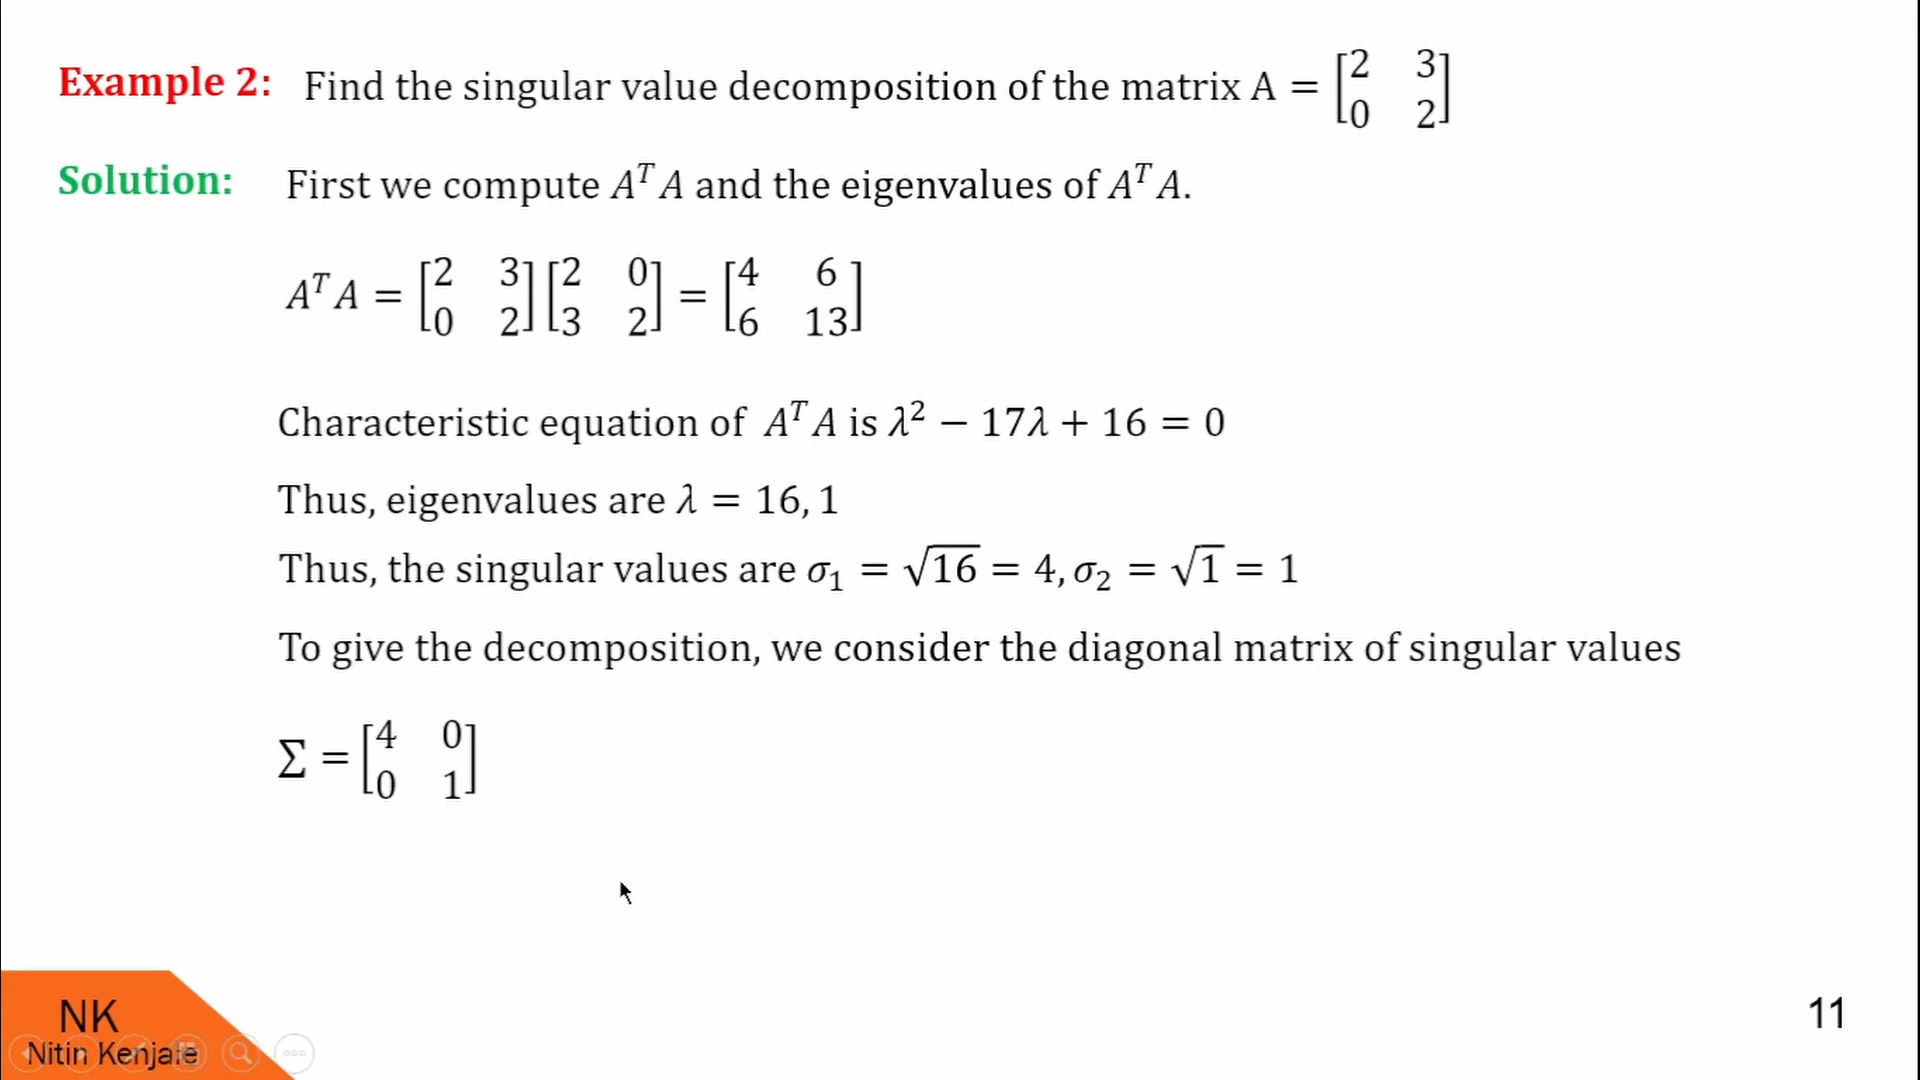 Example 2: Find the singular value decomposition of the matrix A = [2 3; 0 2]
Solution: First we compute AᵀA and the eigenvalues of AᵀA.
AᵀA = [2 3; 0 2] [2 0; 3 2] = [4 6; 6 13]
Characteristic equation of AᵀA is λ² − 17λ + 16 = 0
Thus, eigenvalues are λ = 16, 1
Thus, the singular values are σ₁ = √16 = 4, σ₂ = √1 = 1
To give the decomposition, we consider the diagonal matrix of singular values
Σ = [4 0; 0 1]
NK
Nitin Kenjale
11